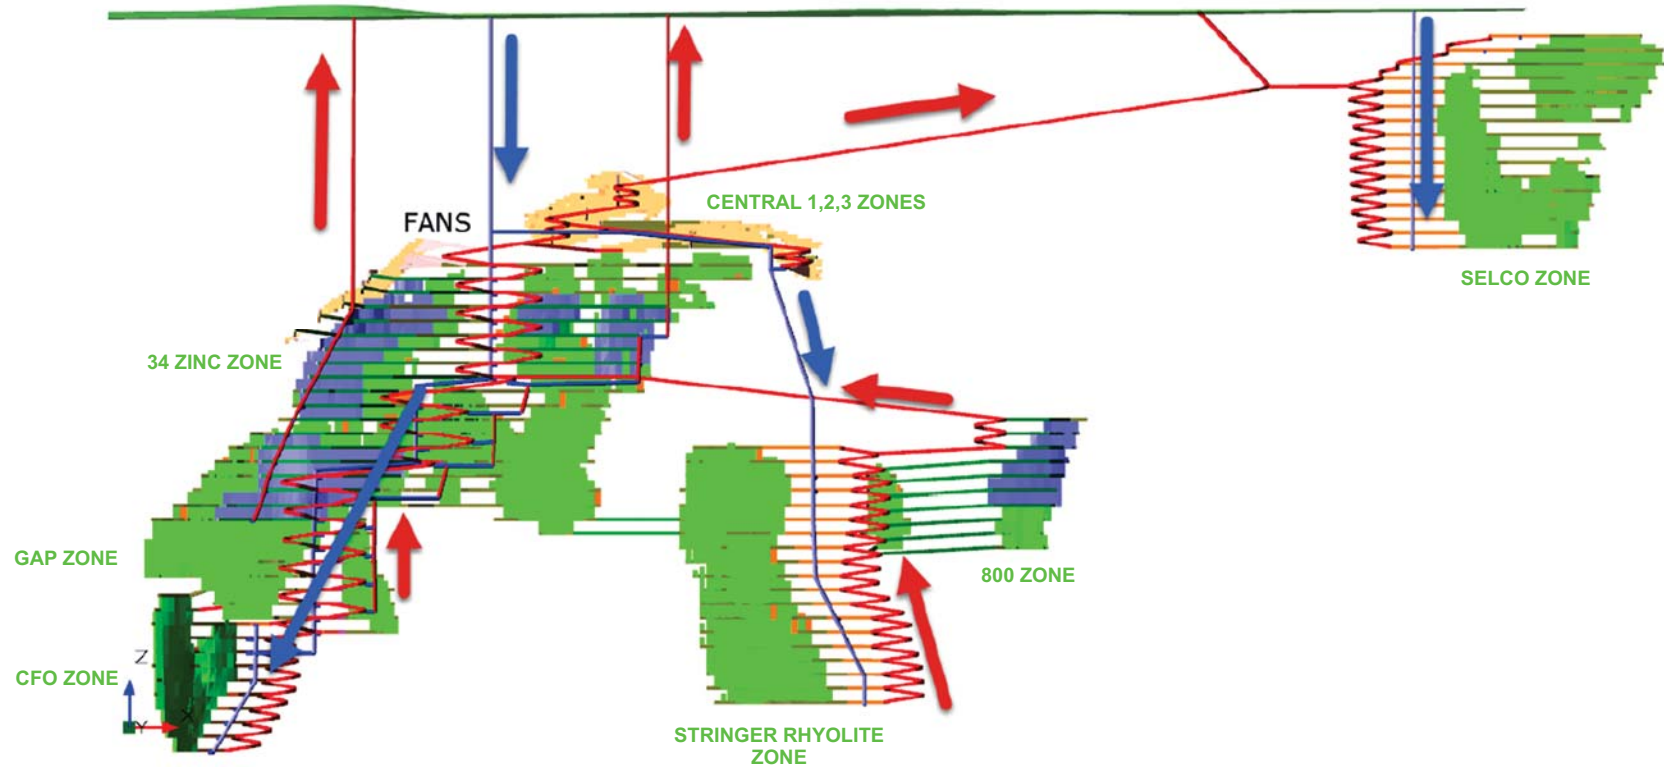 CENTRAL 1,2,3 ZONES
FANS
SELCO ZONE
34 ZINC ZONE
GAP ZONE
800 ZONE
CFO ZONE
Z
Y
X
STRINGER RHYOLITE
ZONE